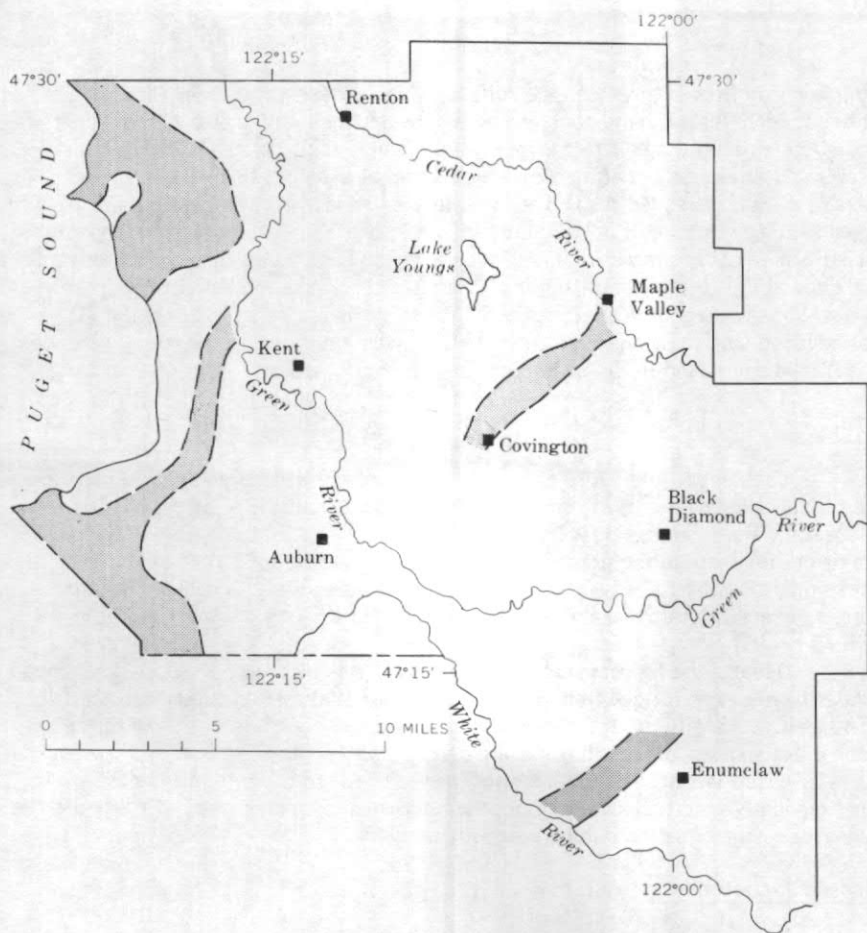 122°00'
122°15'
47°30'
47°30'
Renton
Cedar
River
PUGET SOUND
Lake
Youngs
Maple
Valley
Kent
Green
River
Covington
Black
Diamond
River
Auburn
Green
122°15'
47°15'
0 5 10 MILES
White
River
Enumclaw
122°00'